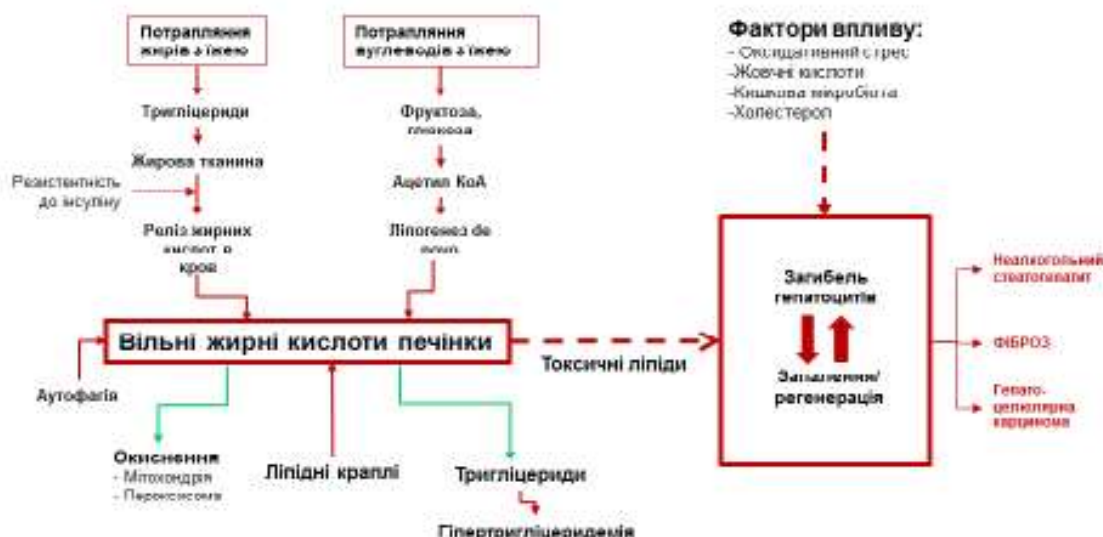 Потрапляння
жирів з їжею
Тригліцериди
Жирова тканина
Резистентність
до інсуліну
Реліз жирних
кислот в
кров
Потрапляння
вуглеводів з їжею
Фруктоза,
глюкоза
Ацетил КоА
Ліпогенез de
novo
Фактори впливу:
- Оксидативний стрес
-Жовчні кислоти
-Кишкова мікробіота
-Холестерол
Вільні жирні кислоти печінки
Токсичні ліпіди
Аутофагія
Окиснення
- Мітохондрія
- Пероксисома
Ліпідні краплі
Тригліцериди
Гіпертригліцеридемія
Загибель
гепатоцитів
Запалення/
регенерація
Неалкогольний
стеатогепатит
ФІБРОЗ
Гепато-
целюлярна
карцинома